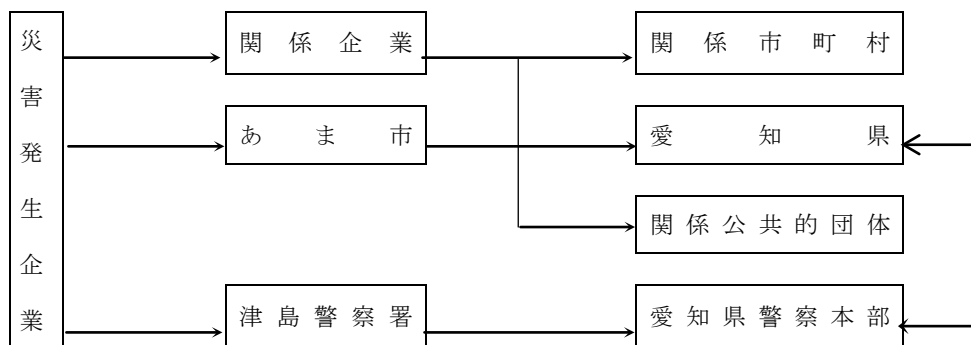 災害発生企業
関係企業
関係市町村
あま市
愛知県
関係公共的団体
津島警察署
愛知県警察本部